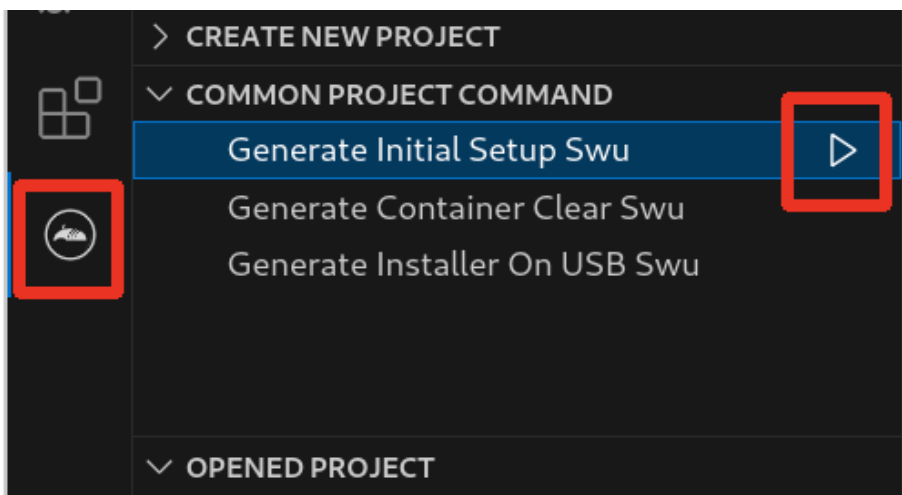 CREATE NEW PROJECT
COMMON PROJECT COMMAND
Generate Initial Setup Swu
Generate Container Clear Swu
Generate Installer On USB Swu
OPENED PROJECT